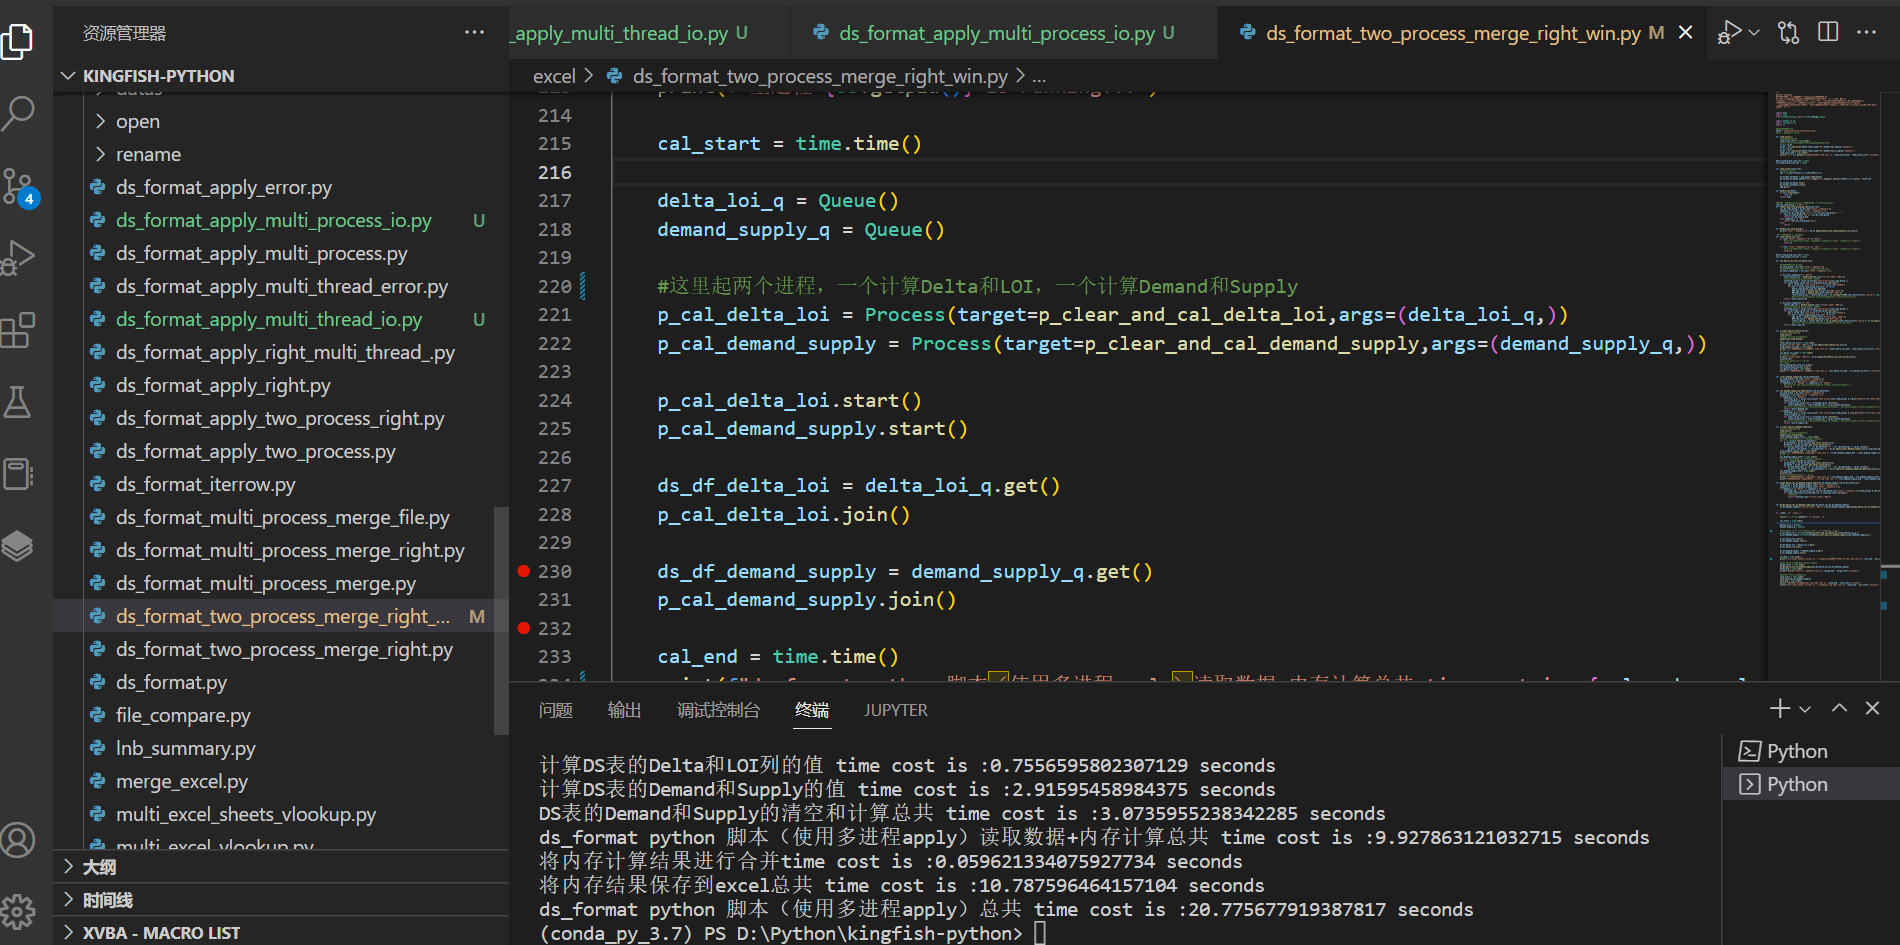 资源管理器
KINGFISH-PYTHON
open
rename
ds_format_apply_error.py
ds_format_apply_multi_process_io.py U
ds_format_apply_multi_process.py
ds_format_apply_multi_thread_error.py
ds_format_apply_multi_thread_io.py U
ds_format_apply_right_multi_thread_.py
ds_format_apply_right.py
ds_format_apply_two_process_right.py
ds_format_apply_two_process.py
ds_format_iterrow.py
ds_format_multi_process_merge_file.py
ds_format_multi_process_merge_right.py
ds_format_multi_process_merge.py
ds_format_two_process_merge_right_... M
ds_format_two_process_merge_right.py
ds_format.py
file_compare.py
lnb_summary.py
merge_excel.py
multi_excel_sheets_vlookup.py
multi_excel_vlookup.py
大纲
时间线
XVBA - MACRO LIST
4
_apply_multi_thread_io.py U
ds_format_apply_multi_process_io.py U
ds_format_two_process_merge_right_win.py M
excel > ds_format_two_process_merge_right_win.py > ...
214
215 cal_start = time.time()
216
217 delta_loi_q = Queue()
218 demand_supply_q = Queue()
219
220 #这里起两个进程，一个计算Delta和LOI，一个计算Demand和Supply
221 p_cal_delta_loi = Process(target=p_clear_and_cal_delta_loi,args=(delta_loi_q,))
222 p_cal_demand_supply = Process(target=p_clear_and_cal_demand_supply,args=(demand_supply_q,))
223
224 p_cal_delta_loi.start()
225 p_cal_demand_supply.start()
226
227 ds_df_delta_loi = delta_loi_q.get()
228 p_cal_delta_loi.join()
229
230 ds_df_demand_supply = demand_supply_q.get()
231 p_cal_demand_supply.join()
232
233 cal_end = time.time()
问题 输出 调试控制台 终端 JUPYTER
计算DS表的Delta和LOI列的值 time cost is :0.7556595802307129 seconds
计算DS表的Demand和Supply的值 time cost is :2.91595458984375 seconds
DS表的Demand和Supply的清空和计算总共 time cost is :3.0735955238342285 seconds
ds_format python 脚本（使用多进程apply）读取数据+内存计算总共 time cost is :9.927863121032715 seconds
将内存计算结果进行合并time cost is :0.059621334075927734 seconds
将内存结果保存到excel总共 time cost is :10.787596464157104 seconds
ds_format python 脚本（使用多进程apply）总共 time cost is :20.775677919387817 seconds
(conda_py_3.7) PS D:\Python\kingfish-python>
Python
Python